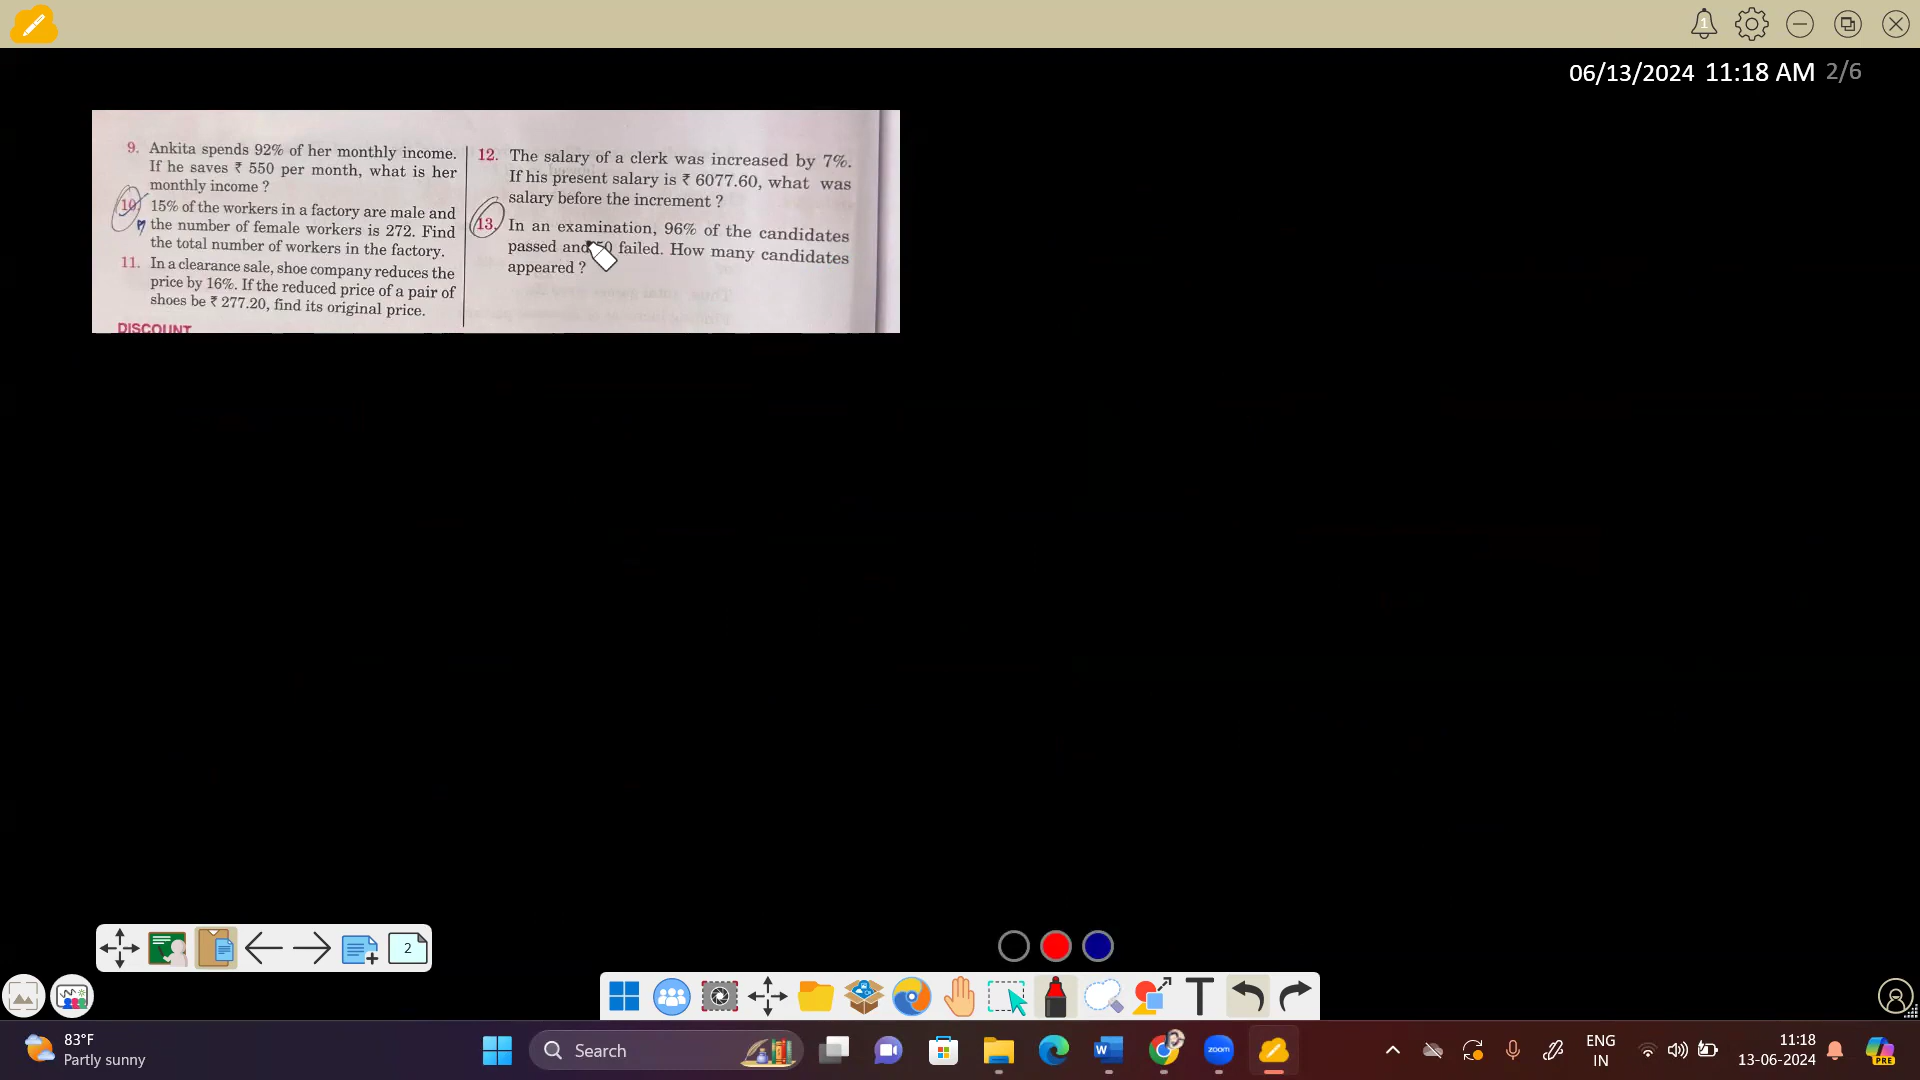 1
06/13/2024 11:18 AM 2/6
9. Ankita spends 92% of her monthly income.
If he saves ₹ 550 per month, what is her
monthly income ?
10. 15% of the workers in a factory are male and
the number of female workers is 272. Find
the total number of workers in the factory.
11. In a clearance sale, shoe company reduces the
price by 16%. If the reduced price of a pair of
shoes be ₹ 277.20, find its original price.
DISCOUNT
12. The salary of a clerk was increased by 7%.
If his present salary is ₹ 6077.60, what was
salary before the increment ?
13. In an examination, 96% of the candidates
passed and failed. How many candidates
appeared ?
2
T
83°F
Partly sunny
Search
W
zoom
ENG
IN
11:18
13-06-2024
PRE